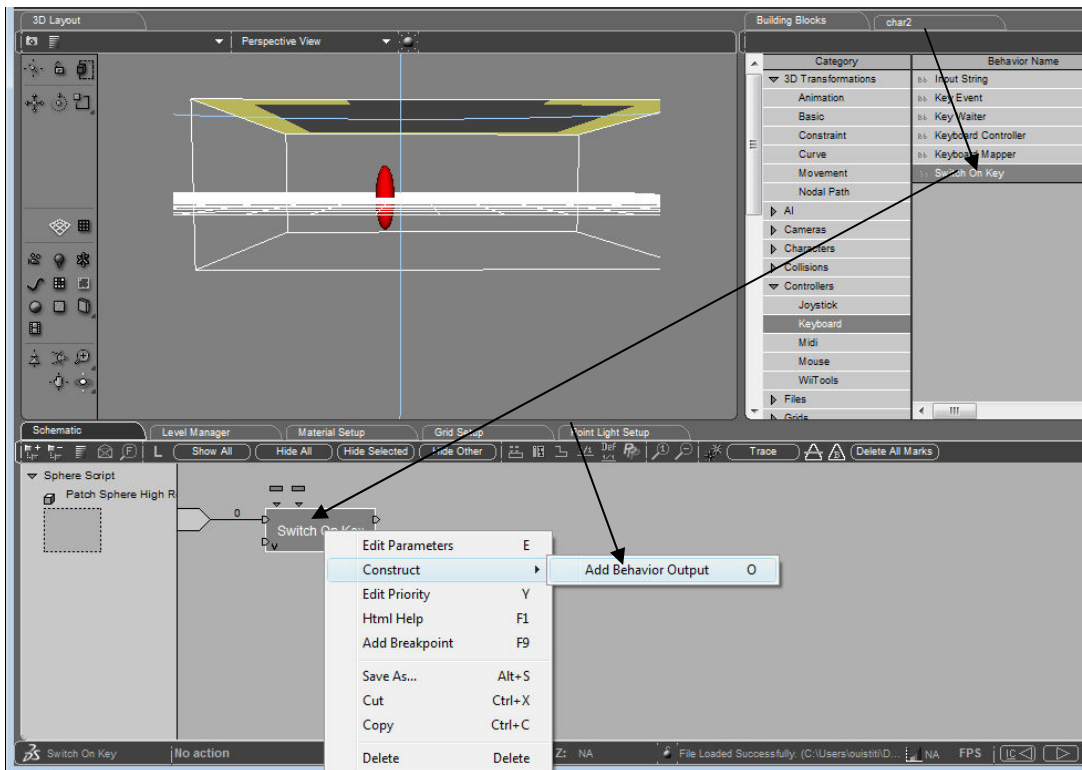 3D Layout
Building Blocks
char2
Perspective View
Category
Behavior Name
3D Transformations
Input String
Animation
Key Event
Basic
Key Waiter
Constraint
Keyboard Controller
Curve
Keyboard Mapper
Movement
Switch On Key
Nodal Path
AI
Cameras
Characters
Collisions
Controllers
Joystick
Keyboard
Midi
Mouse
WiiTools
Files
Grids
Schematic
Level Manager
Material Setup
Grid Setup
Point Light Setup
L
Show All
Hide All
Hide Selected
Hide Other
Def
1/1
Trace
Delete All Marks
Sphere Script
Patch Sphere High R
0
Switch On Key
V
Edit Parameters E
Construct
Add Behavior Output O
Edit Priority Y
Html Help F1
Add Breakpoint F9
Save As... Alt+S
Cut Ctrl+X
Copy Ctrl+C
Delete Delete
Switch On Key
No action
Z: NA
File Loaded Successfully. (C:\Users\ouistiti\D...
NA
FPS
IC